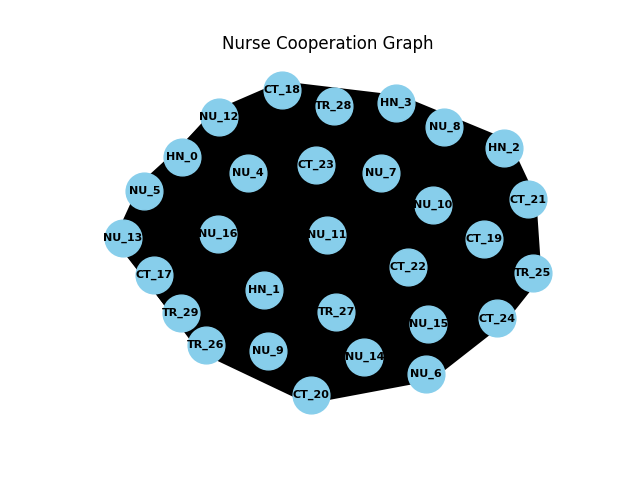 Nurse Cooperation Graph
CT_18
HN_3
TR_28
NU_12
NU_8
HN_2
HN_0
CT_23
NU_4
NU_7
NU_5
CT_21
NU_10
NU_16
NU_11
NU_13
CT_19
CT_22
TR_25
CT_17
HN_1
TR_27
TR_29
CT_24
NU_15
TR_26
NU_9
NU_14
NU_6
CT_20